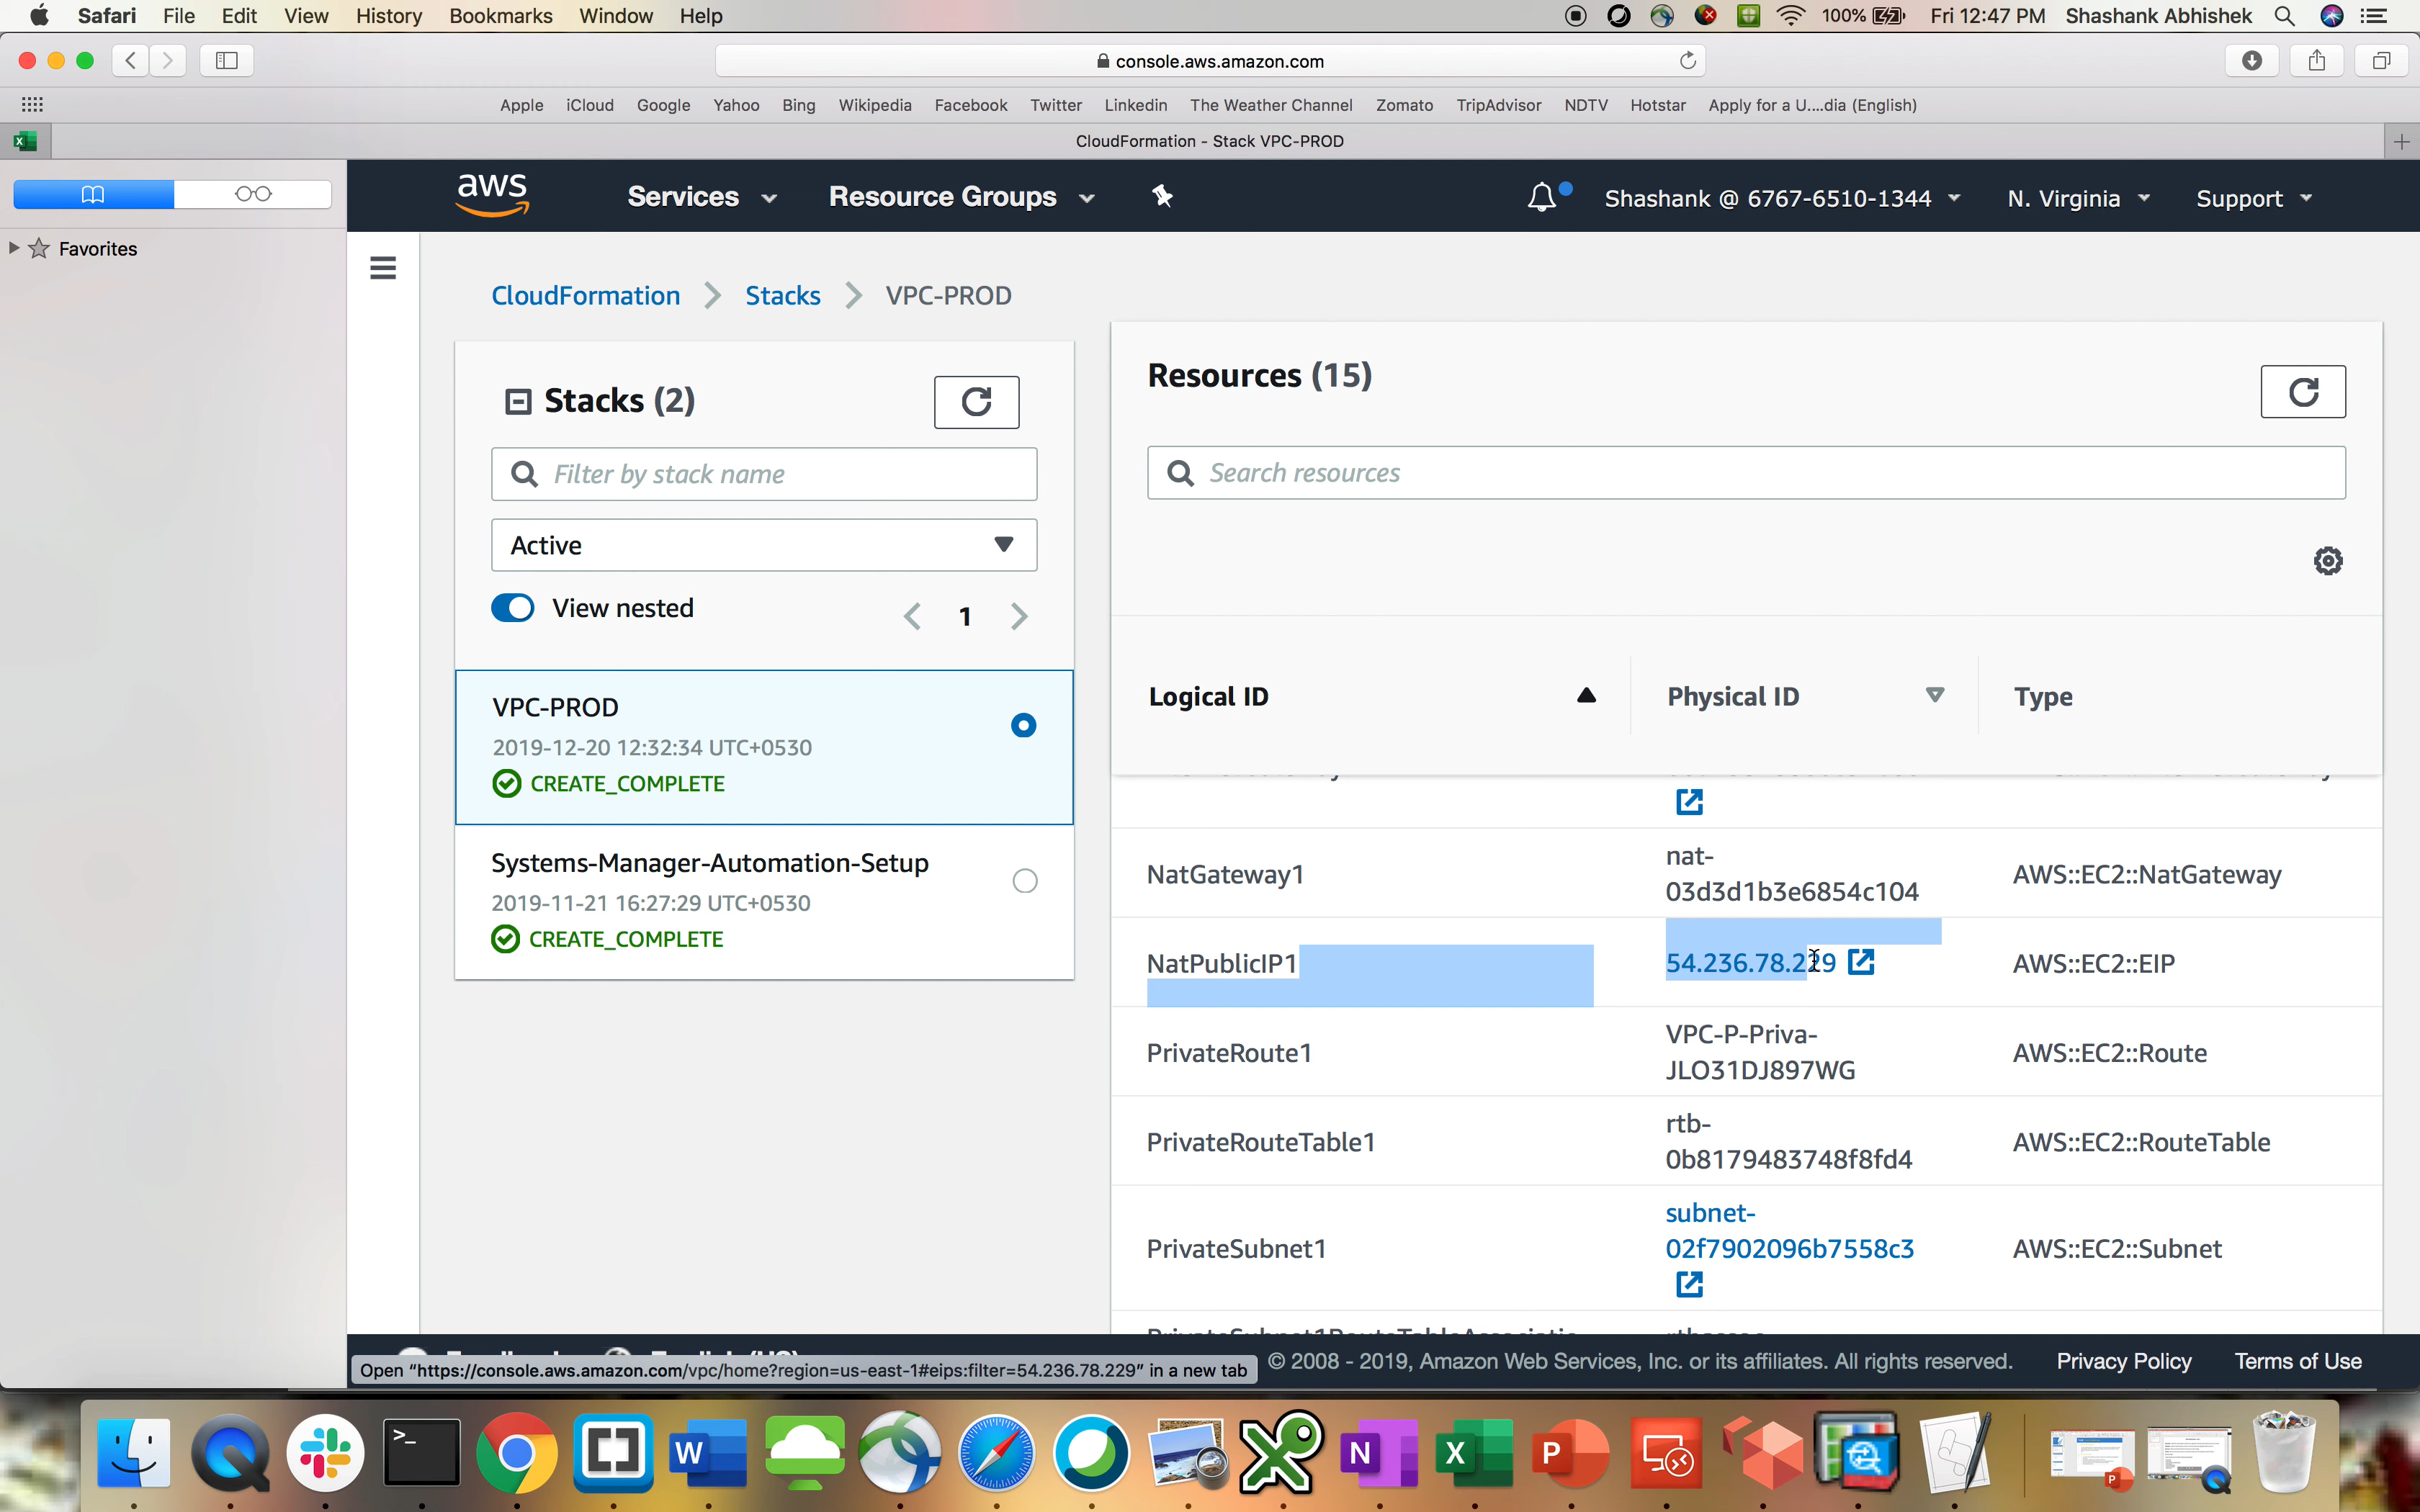 Safari File Edit View History Bookmarks Window Help 100% Fri 12:47 PM Shashank Abhishek
console.aws.amazon.com
Apple iCloud Google Yahoo Bing Wikipedia Facebook Twitter Linkedin The Weather Channel Zomato TripAdvisor NDTV Hotstar Apply for a U....dia (English)
CloudFormation - Stack VPC-PROD
Favorites
aws Services Resource Groups Shashank @ 6767-6510-1344 N. Virginia Support
CloudFormation Stacks VPC-PROD
Stacks (2)
Filter by stack name
Active
View nested
1
VPC-PROD
2019-12-20 12:32:34 UTC+0530
CREATE_COMPLETE
Systems-Manager-Automation-Setup
2019-11-21 16:27:29 UTC+0530
CREATE_COMPLETE
Resources (15)
Search resources
Logical ID Physical ID Type
NatGateway1 nat-
03d3d1b3e6854c104 AWS::EC2::NatGateway
NatPublicIP1 54.236.78.229 AWS::EC2::EIP
PrivateRoute1 VPC-P-Priva-
JLO31DJ897WG AWS::EC2::Route
PrivateRouteTable1 rtb-
0b8179483748f8fd4 AWS::EC2::RouteTable
PrivateSubnet1 subnet-
02f7902096b7558c3 AWS::EC2::Subnet
Open “https://console.aws.amazon.com/vpc/home?region=us-east-1#eips:filter=54.236.78.229” in a new tab
© 2008 - 2019, Amazon Web Services, Inc. or its affiliates. All rights reserved. Privacy Policy Terms of Use